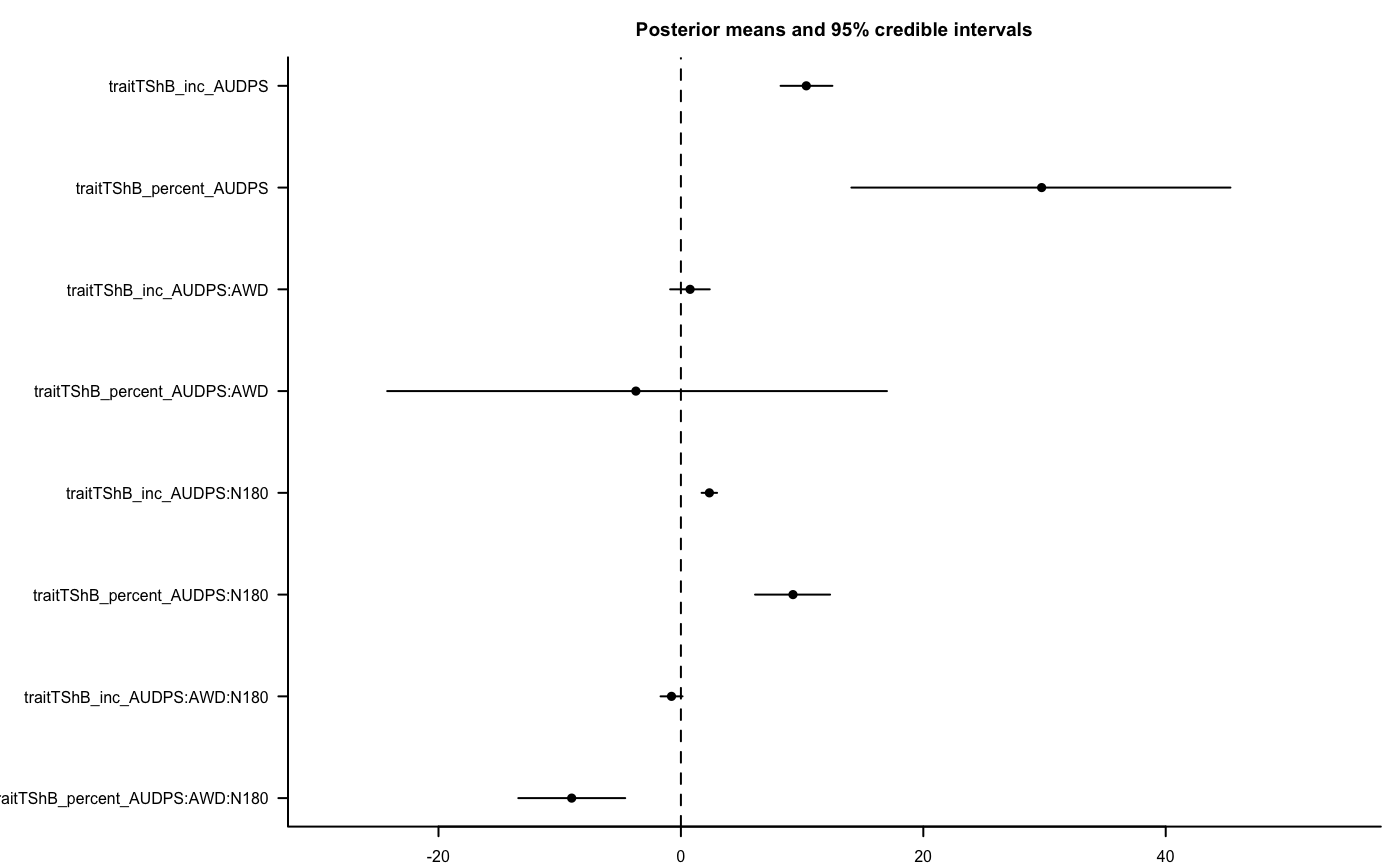 Posterior means and 95% credible intervals
traitTShB_inc_AUDPS
traitTShB_percent_AUDPS
traitTShB_inc_AUDPS:AWD
traitTShB_percent_AUDPS:AWD
traitTShB_inc_AUDPS:N180
traitTShB_percent_AUDPS:N180
traitTShB_inc_AUDPS:AWD:N180
raitTShB_percent_AUDPS:AWD:N180
-20 0 20 40